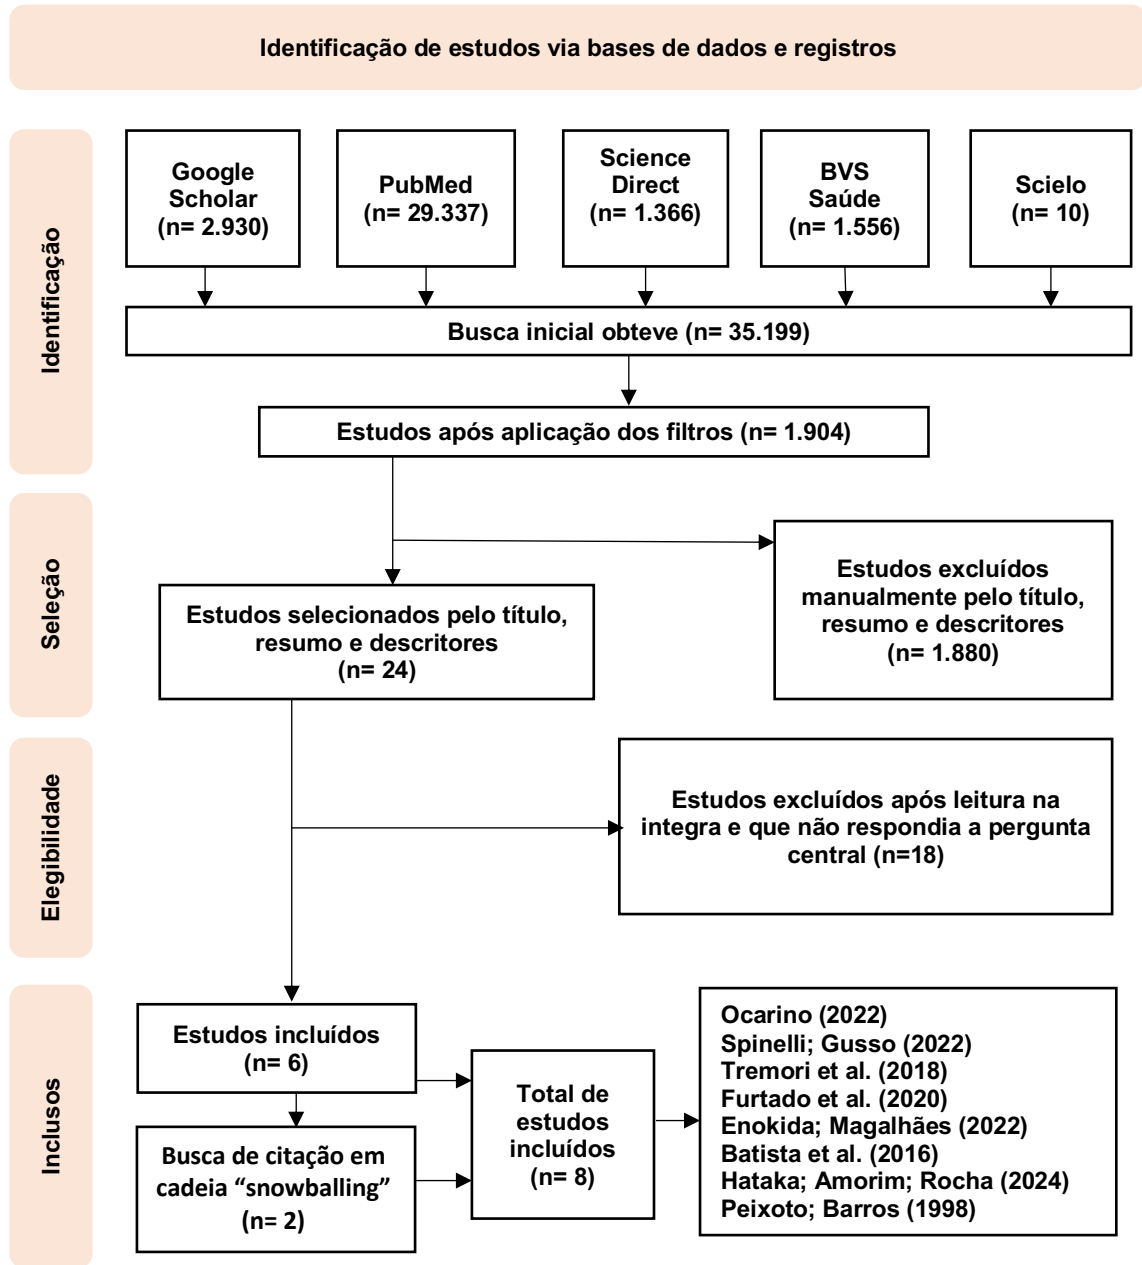 Identificação de estudos via bases de dados e registros
Identificação
Google
Scholar
(n= 2.930)
PubMed
(n= 29.337)
Science
Direct
(n= 1.366)
BVS
Saúde
(n= 1.556)
Scielo
(n= 10)
Busca inicial obteve (n= 35.199)
Estudos após aplicação dos filtros (n= 1.904)
Seleção
Estudos selecionados pelo título,
resumo e descritores
(n= 24)
Estudos excluídos
manualmente pelo título,
resumo e descritores
(n= 1.880)
Elegibilidade
Estudos excluídos após leitura na
integra e que não respondia a pergunta
central (n=18)
Inclusos
Estudos incluídos
(n= 6)
Busca de citação em
cadeia “snowballing”
(n= 2)
Total de
estudos
incluídos
(n= 8)
Ocarino (2022)
Spinelli; Gusso (2022)
Tremori et al. (2018)
Furtado et al. (2020)
Enokida; Magalhães (2022)
Batista et al. (2016)
Hataka; Amorim; Rocha (2024)
Peixoto; Barros (1998)